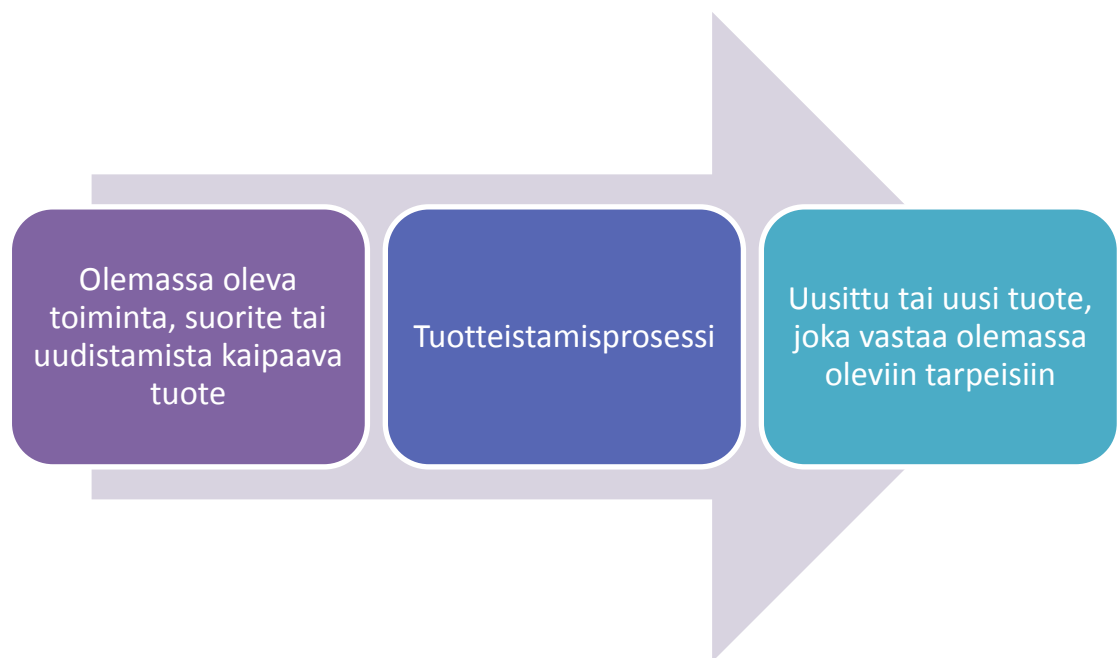 Olemassa oleva
toiminta, suorite tai
uudistamista kaipaava
tuote
Tuotteistamisprosessi
Uusittu tai uusi tuote,
joka vastaa olemassa
oleviin tarpeisiin